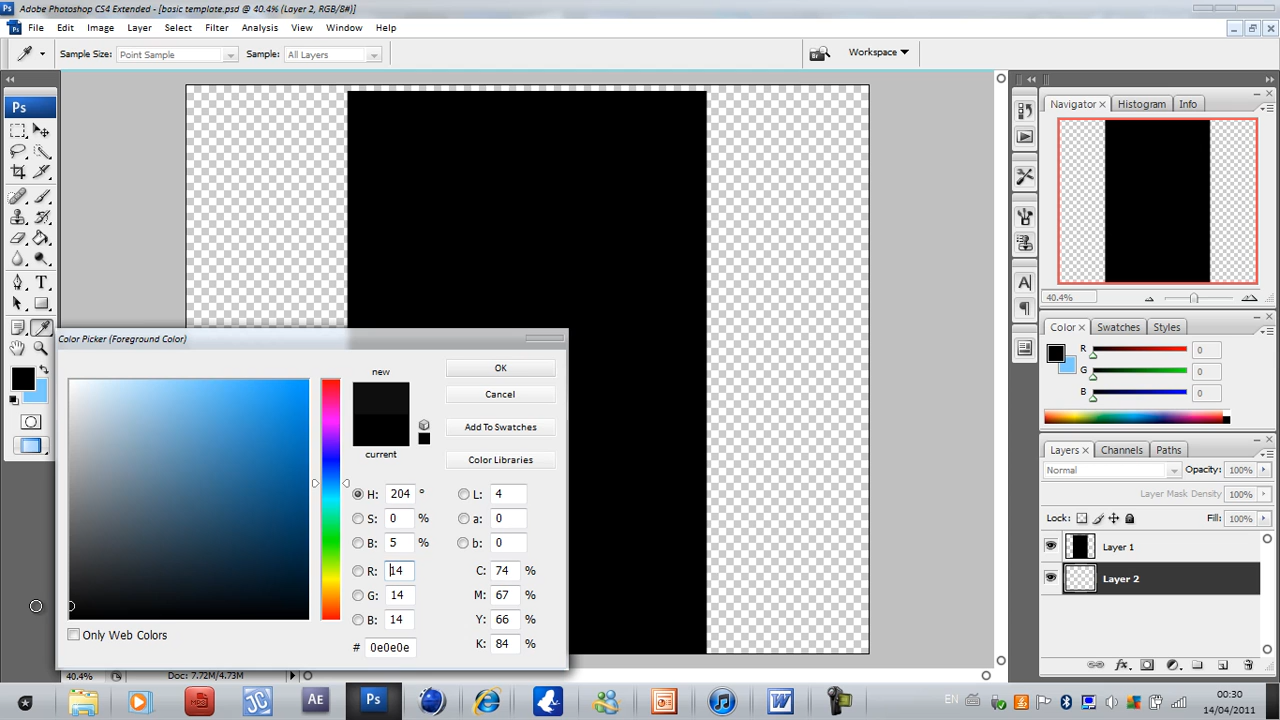 Adobe Photoshop CS4 Extended - [basic template.psd @ 40.4% (Layer 2, RGB/8#)]
File Edit Image Layer Select Filter Analysis View Window Help
Sample Size: Point Sample Sample: All Layers Workspace
Ps
Navigator Histogram Info
40.4%
Color Swatches Styles
R 0
G 0
B 0
Layers Channels Paths
Normal Opacity: 100%
Layer Mask Density: 100%
Lock: Fill: 100%
Layer 1
Layer 2
Color Picker (Foreground Color)
new
current
OK
Cancel
Add To Swatches
Color Libraries
H: 204 ° L: 4
S: 0 % a: 0
B: 5 % b: 0
R: 14 C: 74 %
G: 14 M: 67 %
B: 14 Y: 66 %
# 0e0e0e K: 84 %
Only Web Colors
40.4% Doc: 7.72M/4.73M
JC Ae Ps W EN 00:30
14/04/2011